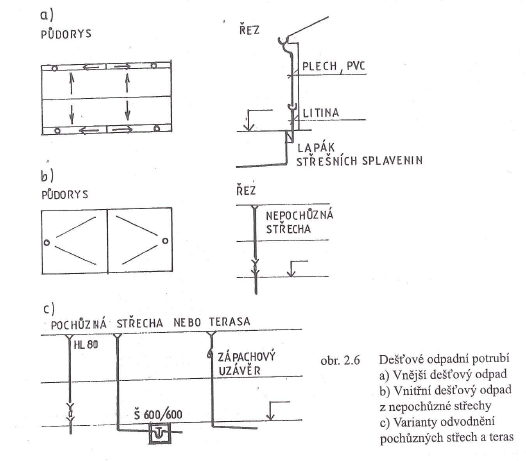 a)
PŮDORYS
ŘEZ
PLECH, PVC
LITINA
LAPÁK
STŘEŠNÍCH SPLAVENIN
b)
PŮDORYS
ŘEZ
NEPOCHŮZNÁ
STŘECHA
c)
POCHŮZNÁ STŘECHA NEBO TERASA
HL 80
ZÁPACHOVÝ
UZÁVĚR
Š 600/600
obr. 2.6 Dešťové odpadní potrubí
a) Vnější dešťový odpad
b) Vnitřní dešťový odpad
z nepochůzné střechy
c) Varianty odvodnění
pochůzných střech a teras